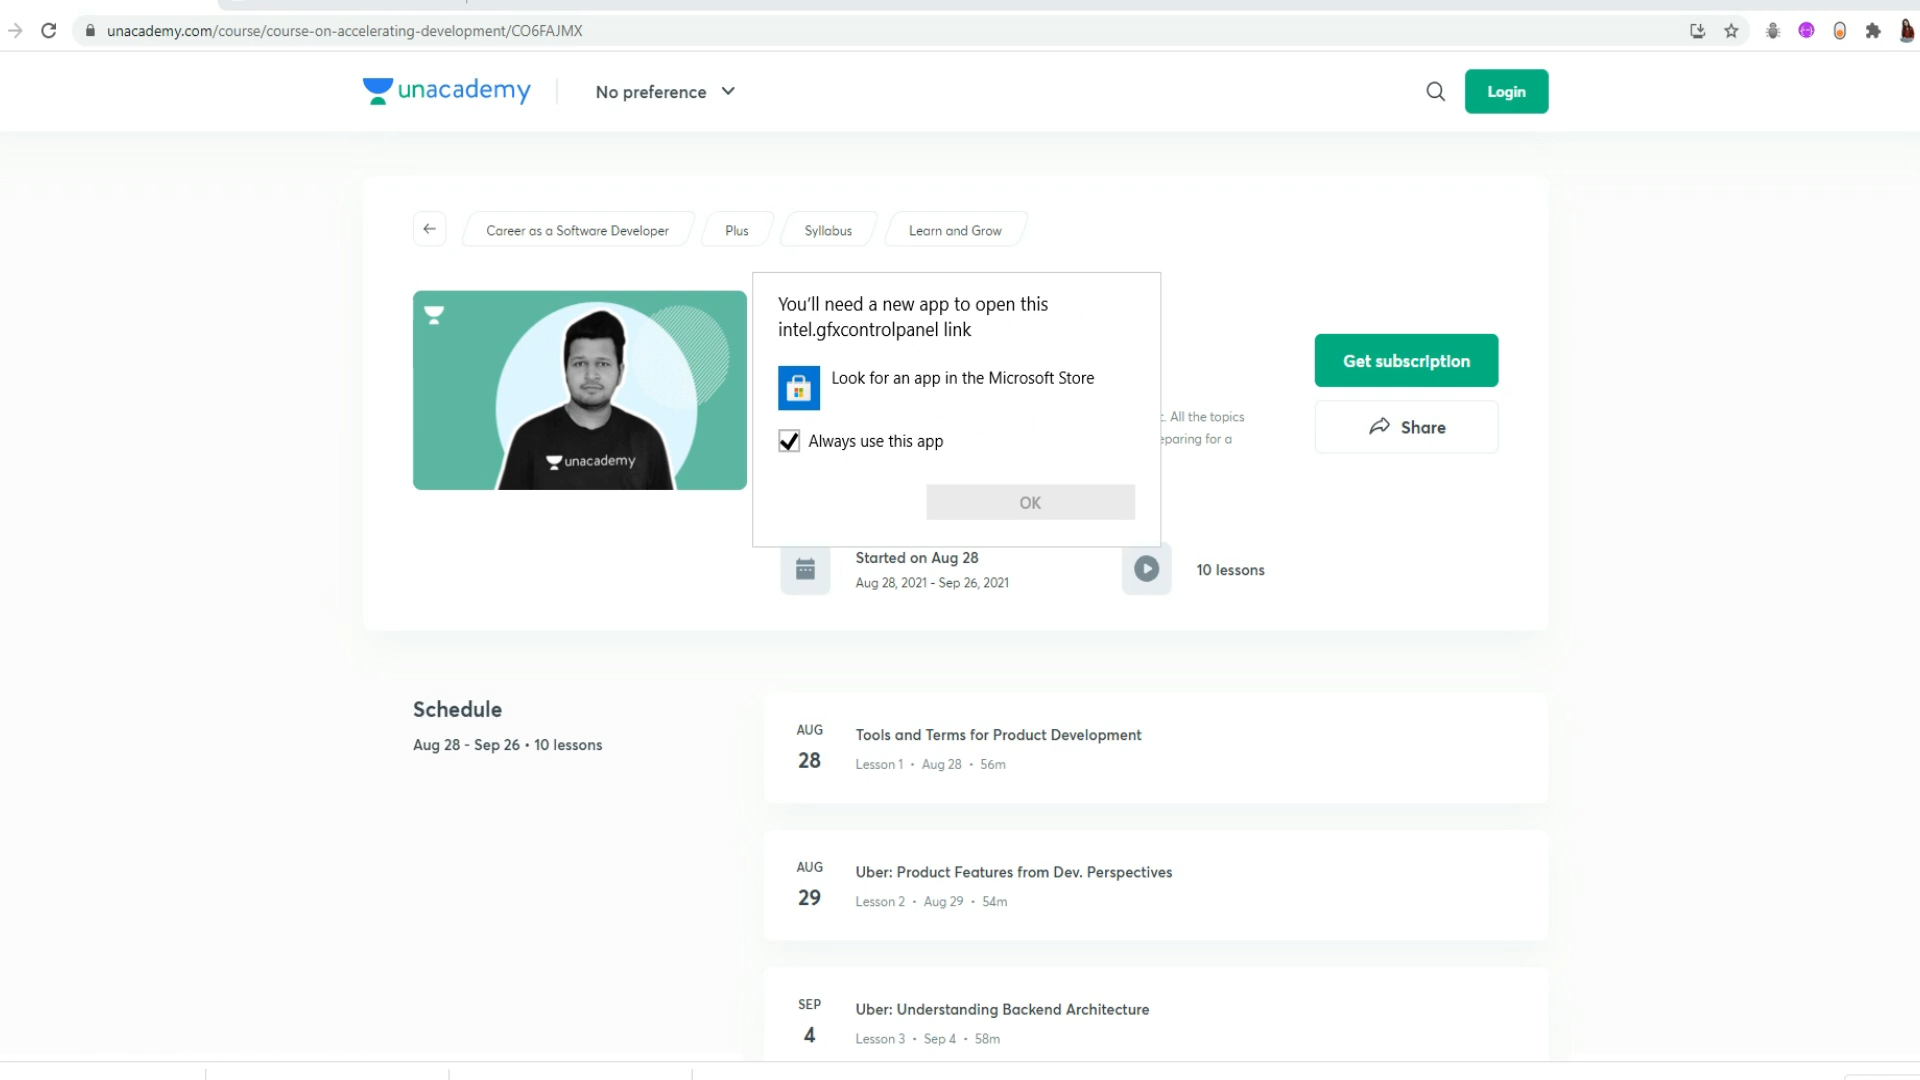 unacademy.com/course/course-on-accelerating-development/CO6FAJMX
unacademy
No preference
Login
Career as a Software Developer
Plus
Syllabus
Learn and Grow
You'll need a new app to open this
intel.gfxcontrolpanel link
Look for an app in the Microsoft Store
Always use this app
OK
unacademy
. All the topics
eparing for a
Get subscription
Share
Started on Aug 28
Aug 28, 2021 - Sep 26, 2021
10 lessons
Schedule
Aug 28 - Sep 26 • 10 lessons
AUG
28
Tools and Terms for Product Development
Lesson 1 • Aug 28 • 56m
AUG
29
Uber: Product Features from Dev. Perspectives
Lesson 2 • Aug 29 • 54m
SEP
4
Uber: Understanding Backend Architecture
Lesson 3 • Sep 4 • 58m